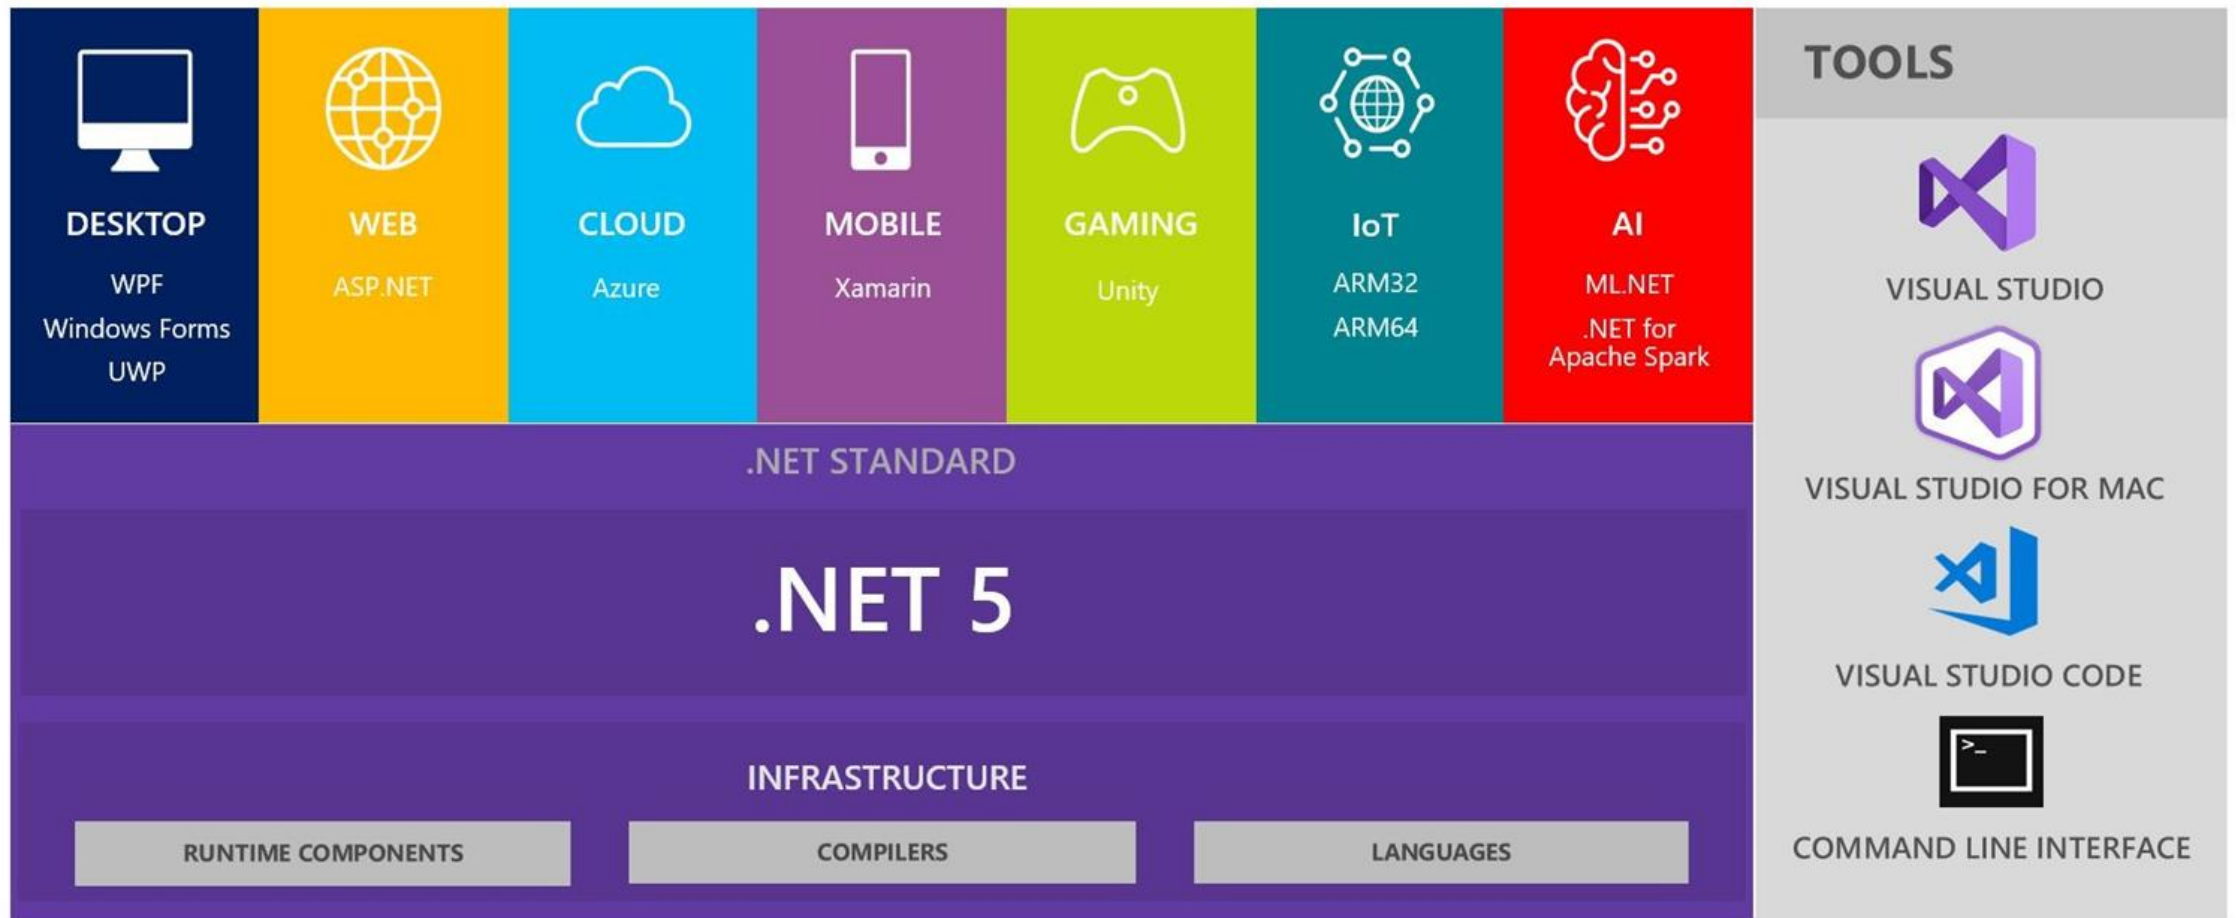 DESKTOP
WPF
Windows Forms
UWP
WEB
ASP.NET
CLOUD
Azure
MOBILE
Xamarin
GAMING
Unity
IoT
ARM32
ARM64
AI
ML.NET
.NET for
Apache Spark
.NET STANDARD
.NET 5
INFRASTRUCTURE
RUNTIME COMPONENTS
COMPILERS
LANGUAGES
TOOLS
VISUAL STUDIO
VISUAL STUDIO FOR MAC
VISUAL STUDIO CODE
>_
COMMAND LINE INTERFACE